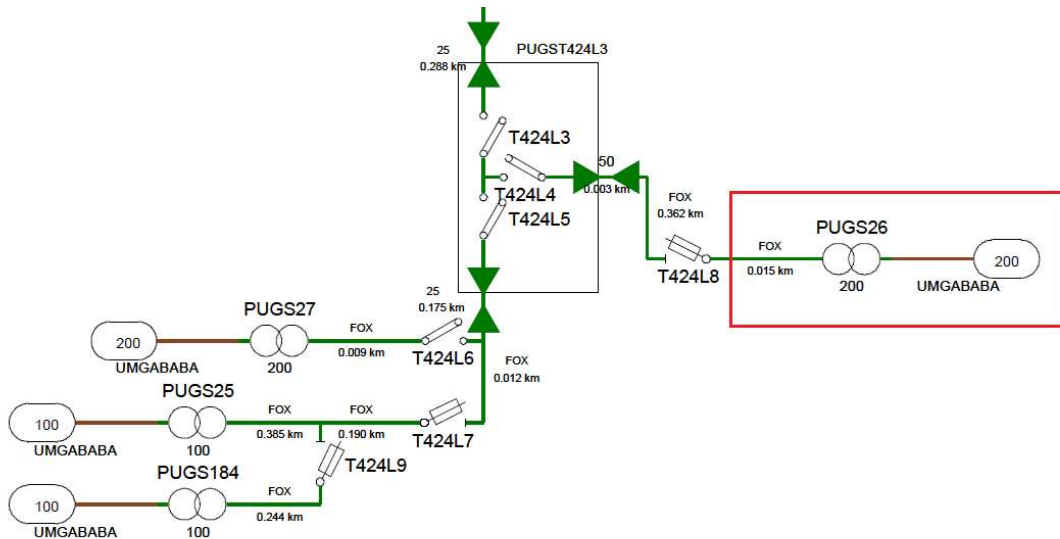 25
0.288 km
PUGST424L3
T424L3
50
0.003 km
T424L4
T424L5
FOX
0.362 km
T424L8
PUGS26
FOX
0.015 km
200
200
UMGABABA
25
0.175 km
PUGS27
200
UMGABABA
200
FOX
0.009 km
T424L6
FOX
0.012 km
PUGS25
100
UMGABABA
100
FOX
0.385 km
FOX
0.190 km
T424L7
T424L9
PUGS184
100
UMGABABA
100
FOX
0.244 km